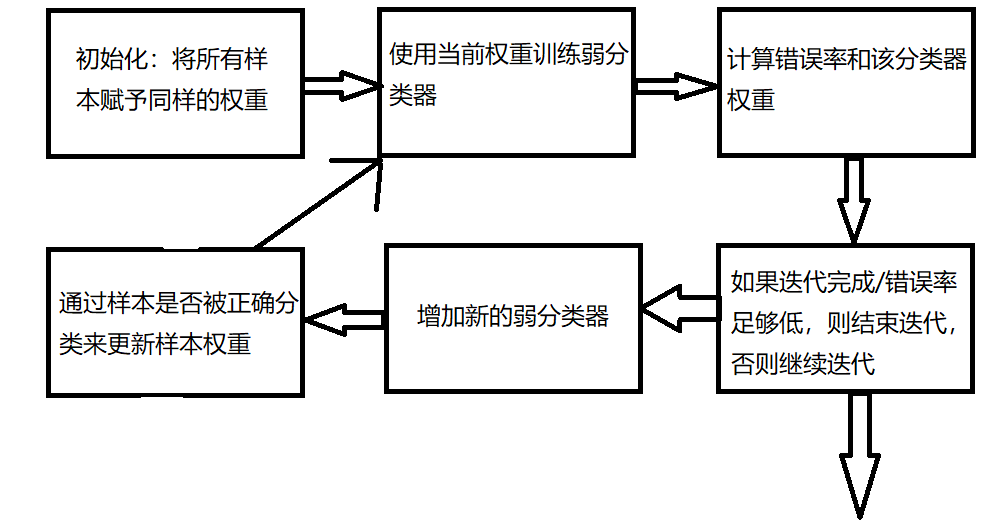 初始化：将所有样
本赋予同样的权重
使用当前权重训练弱分
类器
计算错误率和该分类器
权重
如果迭代完成/错误率
足够低，则结束迭代，
否则继续迭代
增加新的弱分类器
通过样本是否被正确分
类来更新样本权重